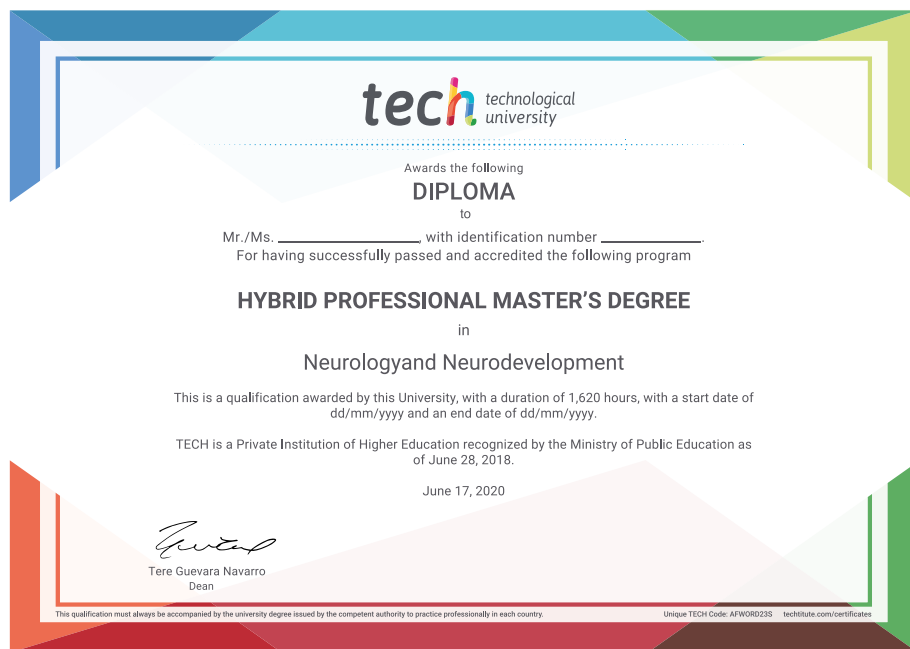 tech technological
university
Awards the following
DIPLOMA
to
Mr./Ms. ____________, with identification number ____________.
For having successfully passed and accredited the following program
HYBRID PROFESSIONAL MASTER'S DEGREE
in
Neurologyand Neurodevelopment
This is a qualification awarded by this University, with a duration of 1,620 hours, with a start date of
dd/mm/yyyy and an end date of dd/mm/yyyy.
TECH is a Private Institution of Higher Education recognized by the Ministry of Public Education as
of June 28, 2018.
June 17, 2020
Tere Guevara Navarro
Dean
This qualification must always be accompanied by the university degree issued by the competent authority to practice professionally in each country. Unique TECH Code: AFWORD23S techtitute.com/certificates